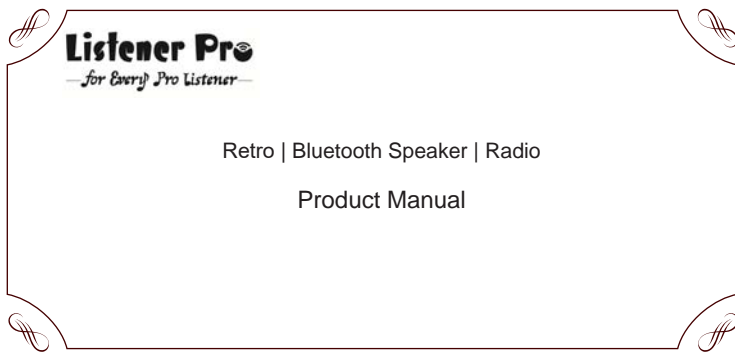 Listener Pro
for Every Pro Listener
Retro | Bluetooth Speaker | Radio
Product Manual